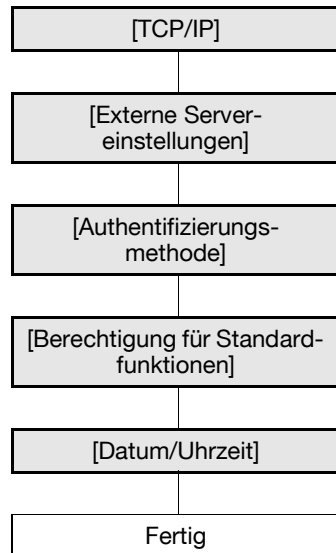 [TCP/IP]
[Externe Server-
einstellungen]
[Authentifizierungs-
methode]
[Berechtigung für Standard-
funktionen]
[Datum/Uhrzeit]
Fertig